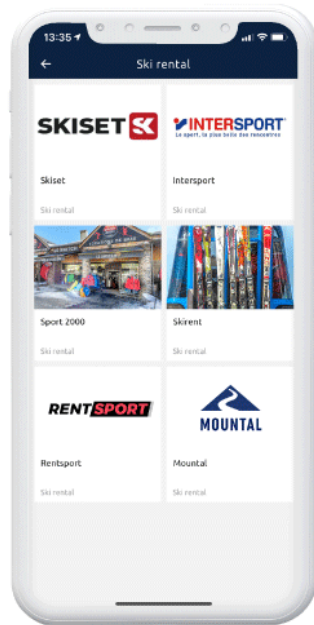 13:35
Ski rental
SKISET SK
INTERSPORT
Le sport, la plus belle des rencontres
Skiset
Intersport
Ski rental
Ski rental
Sport 2000
Skirent
Ski rental
Ski rental
RENTSPORT
MOUNTAL
Rentsport
Mountal
Ski rental
Ski rental